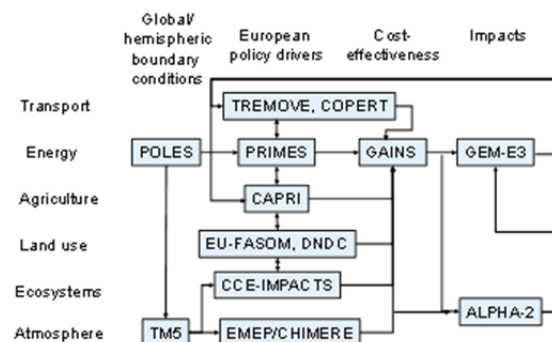 Global/
hemispheric
boundary
conditions
European
policy drivers
Cost-
effectiveness
Impacts
Transport
TREMOVE, COPERT
Energy
POLES
PRIMES
GAINS
GEM-E3
Agriculture
CAPRI
Land use
EU-FASOM, DNDC
Ecosystems
CCE-IMPACTS
Atmosphere
TM5
EMEP/CHIMERE
ALPHA-2